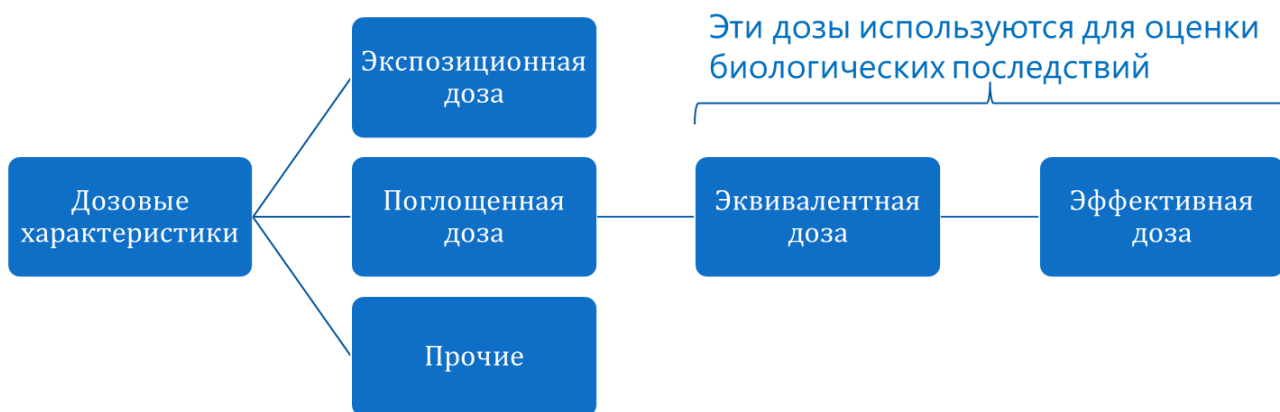 Эти дозы используются для оценки
биологических последствий
Экспозиционная
доза
Дозовые
характеристики
Поглощенная
доза
Эквивалентная
доза
Эффективная
доза
Прочие